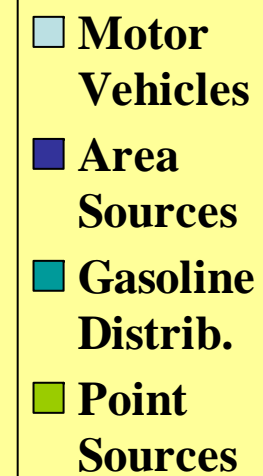 Motor
Vehicles
Area
Sources
Gasoline
Distrib.
Point
Sources